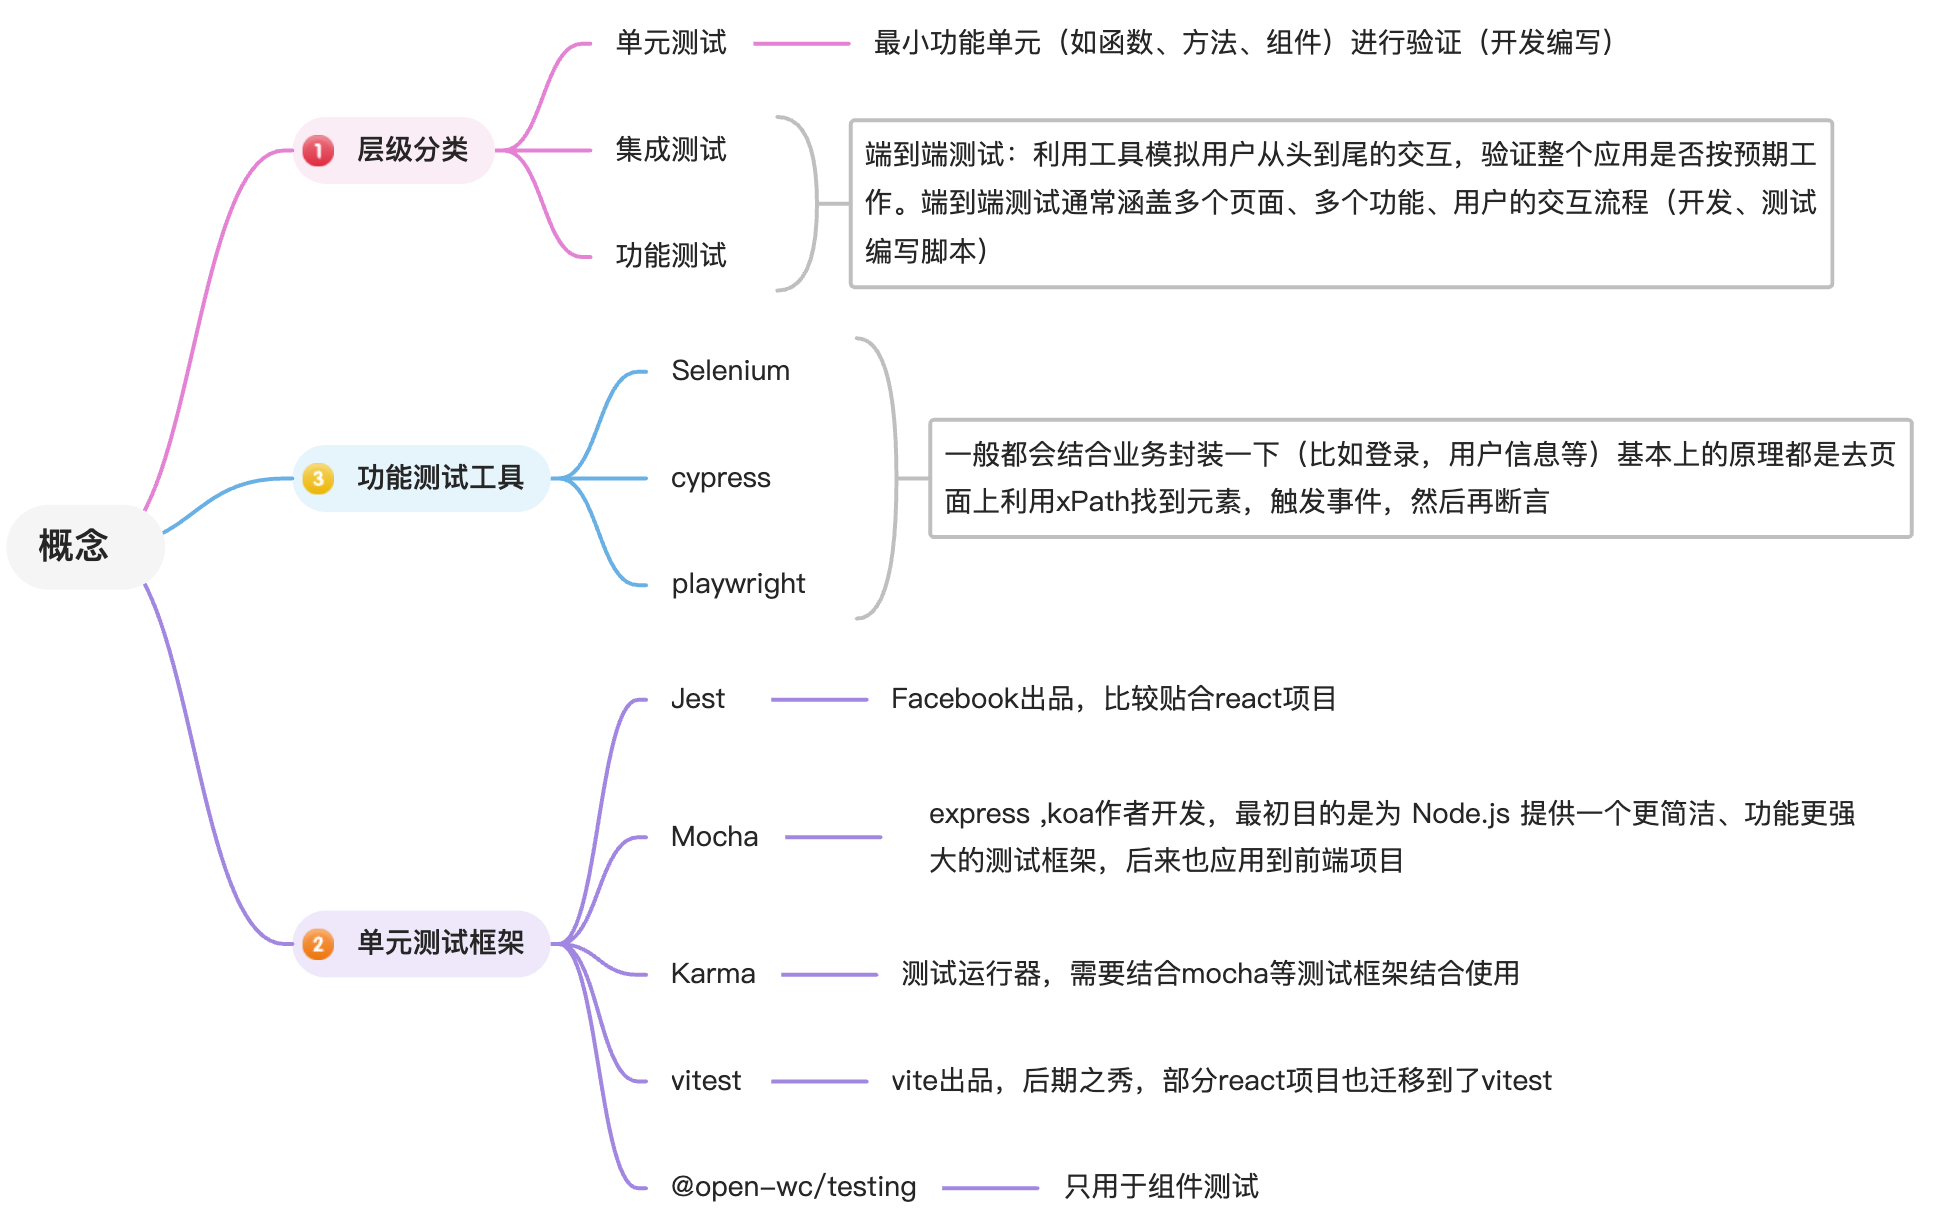 概念
1 层级分类
单元测试
最小功能单元（如函数、方法、组件）进行验证（开发编写）
集成测试
功能测试
端到端测试：利用工具模拟用户从头到尾的交互，验证整个应用是否按预期工
作。端到端测试通常涵盖多个页面、多个功能、用户的交互流程（开发、测试
编写脚本）
3 功能测试工具
Selenium
cypress
playwright
一般都会结合业务封装一下（比如登录，用户信息等）基本上的原理都是去页
面上利用xPath找到元素，触发事件，然后再断言
2 单元测试框架
Jest
Facebook出品，比较贴合react项目
Mocha
express ,koa作者开发，最初目的是为 Node.js 提供一个更简洁、功能更强
大的测试框架，后来也应用到前端项目
Karma
测试运行器，需要结合mocha等测试框架结合使用
vitest
vite出品，后期之秀，部分react项目也迁移到了vitest
@open-wc/testing
只用于组件测试